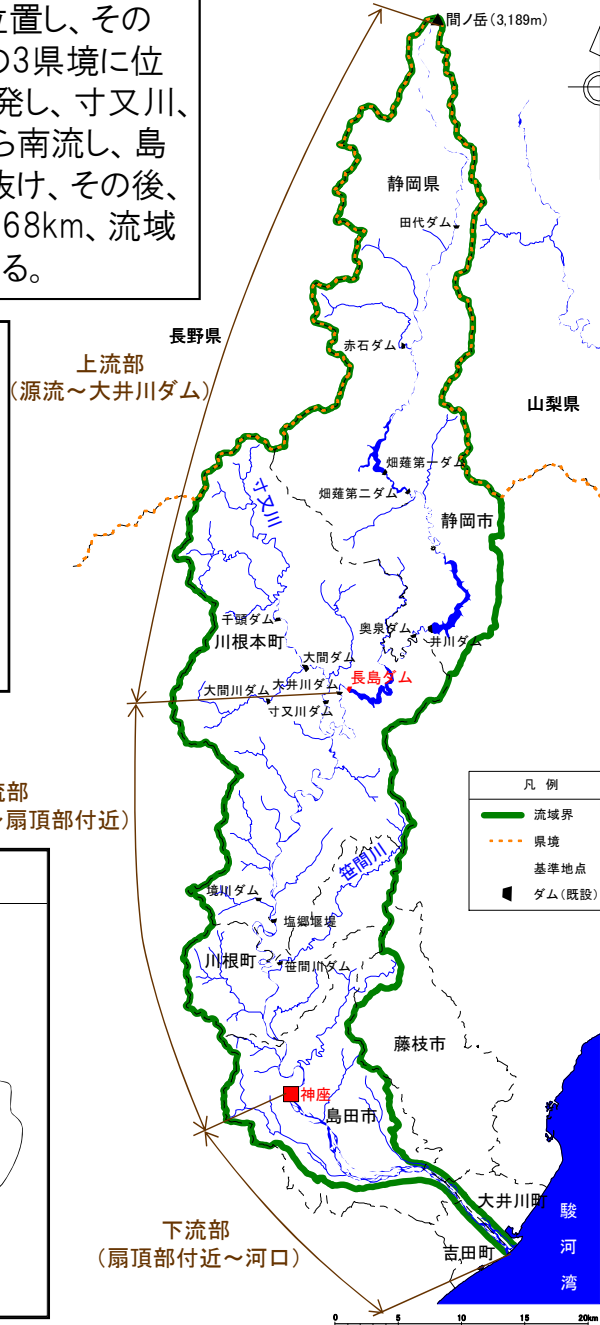 立置し、その
の3県境に位
発し、寸又川、
ら南流し、島
抜け、その後、
68km、流域
る。
間ノ岳(3,189m)
静岡県
田代ダム
長野県
赤石ダム
上流部
(源流～大井川ダム)
山梨県
畑薙第一ダム
寸又川
畑薙第二ダム
静岡市
千頭ダム
奥泉ダム
川根本町
井川ダム
大間ダム
長島ダム
大井川ダム
大間川ダム
寸又川ダム
流部
～扇頂部付近)
凡 例
流域界
県境
基準地点
ダム(既設)
笹間川
境川ダム
塩郷堰堤
川根町
笹間川ダム
藤枝市
神座
島田市
大井川町
駿河湾
下流部
(扇頂部付近～河口)
吉田町
0 5 10 15 20km